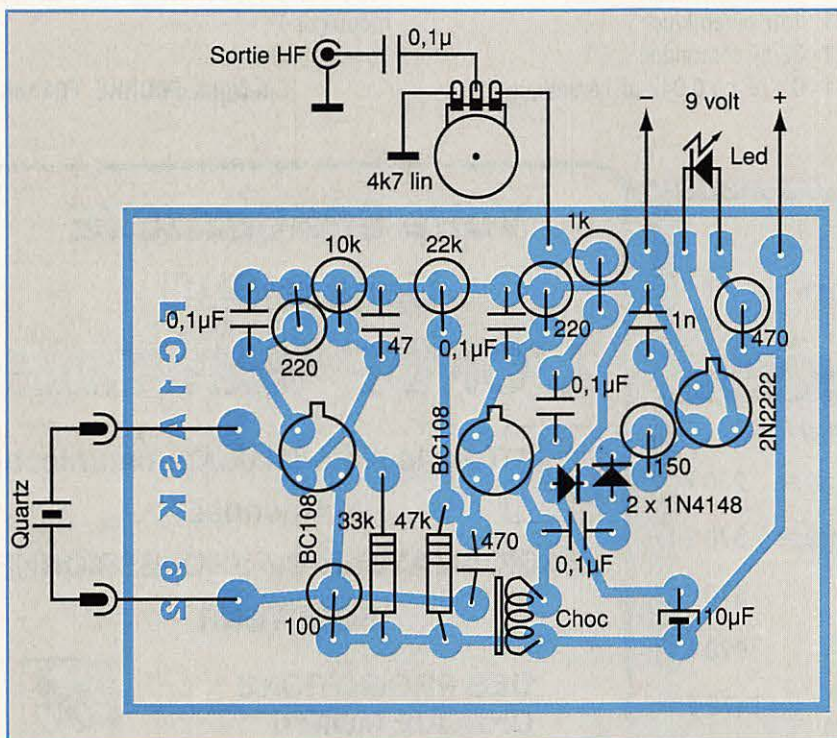 0,1µ
Sortie HF
9 volt
Led
4k7 lin
10k
22k
1k
0,1µF
220
47
0,1µF
220
1n
470
0,1µF
BC108
BC108
2N2222
150
2 x 1N4148
Quartz
33k
47k
470
0,1µF
100
Choc
10µF